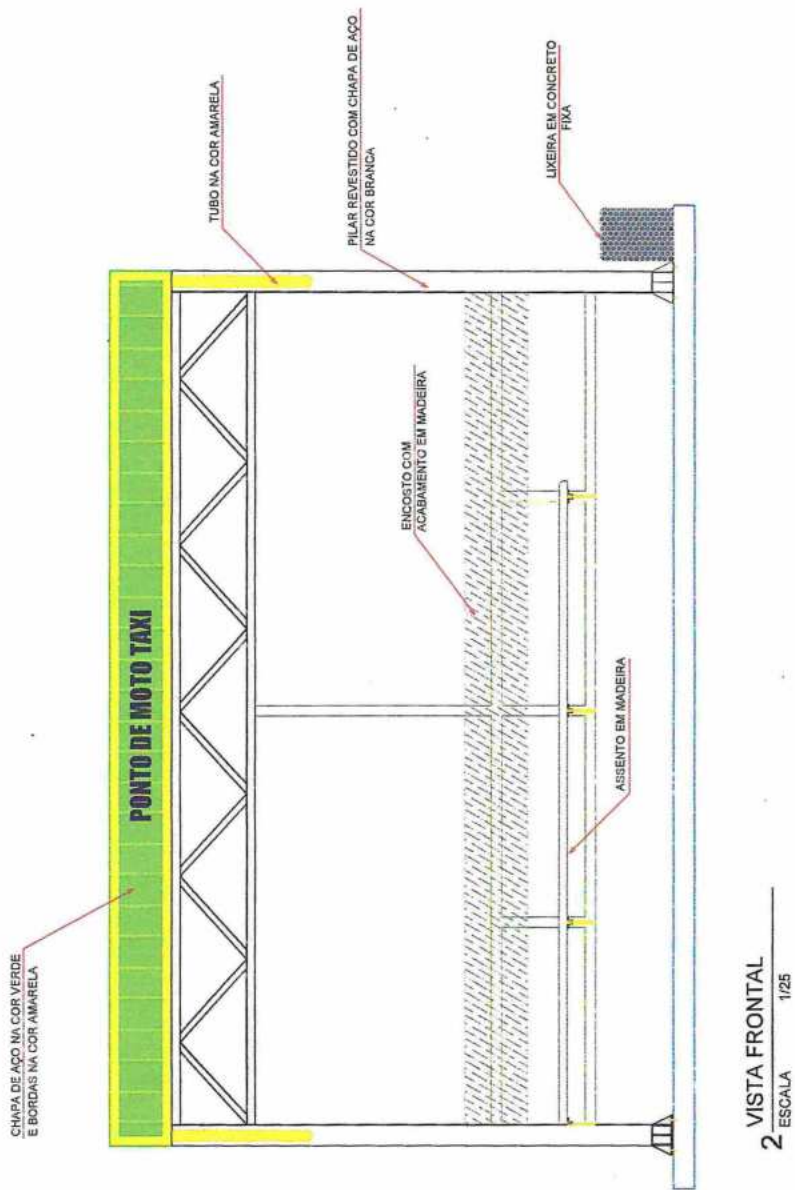 CHAPA DE AÇO NA COR VERDE
E BORDAS NA COR AMARELA
PONTO DE MOTO TAXI
TUBO NA COR AMARELA
PILAR REVESTIDO COM CHAPA DE AÇO
NA COR BRANCA
ENCOSTO COM
ACABAMENTO EM MADEIRA
LIXEIRA EM CONCRETO
FIXA
ASSENTO EM MADEIRA
2 VISTA FRONTAL
ESCALA 1/25